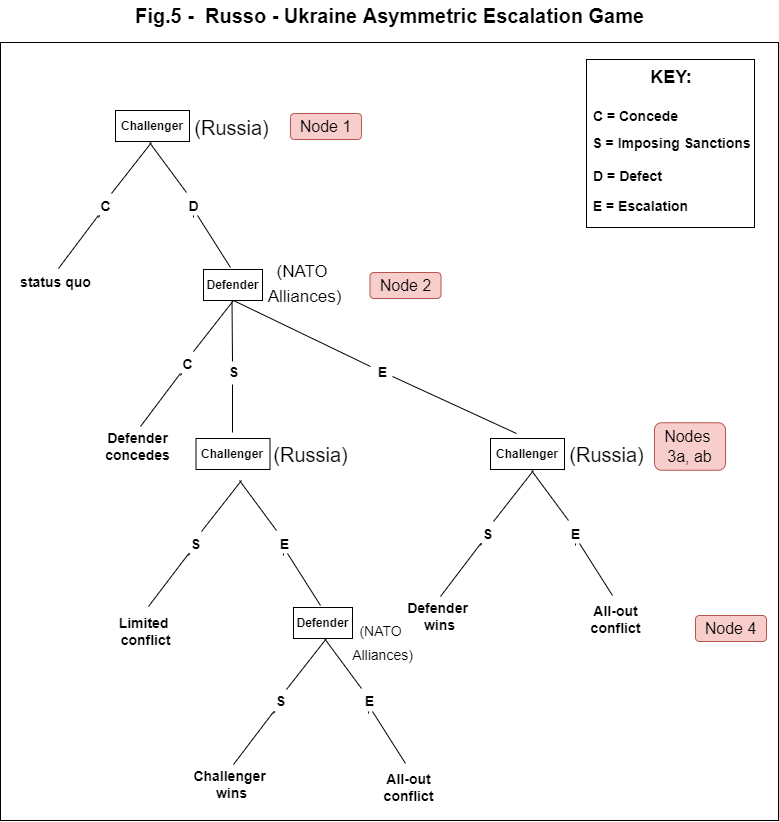 Fig.5 - Russo - Ukraine Asymmetric Escalation Game
KEY:
C = Concede
S = Imposing Sanctions
D = Defect
E = Escalation
Challenger (Russia) Node 1
C D
status quo
Defender (NATO
Alliances) Node 2
C S E
Defender
concedes
Challenger (Russia)
Challenger (Russia)
Nodes
3a, ab
S E S E
Limited
conflict
Defender (NATO
Alliances)
Defender
wins
All-out
conflict
Node 4
S E
Challenger
wins
All-out
conflict